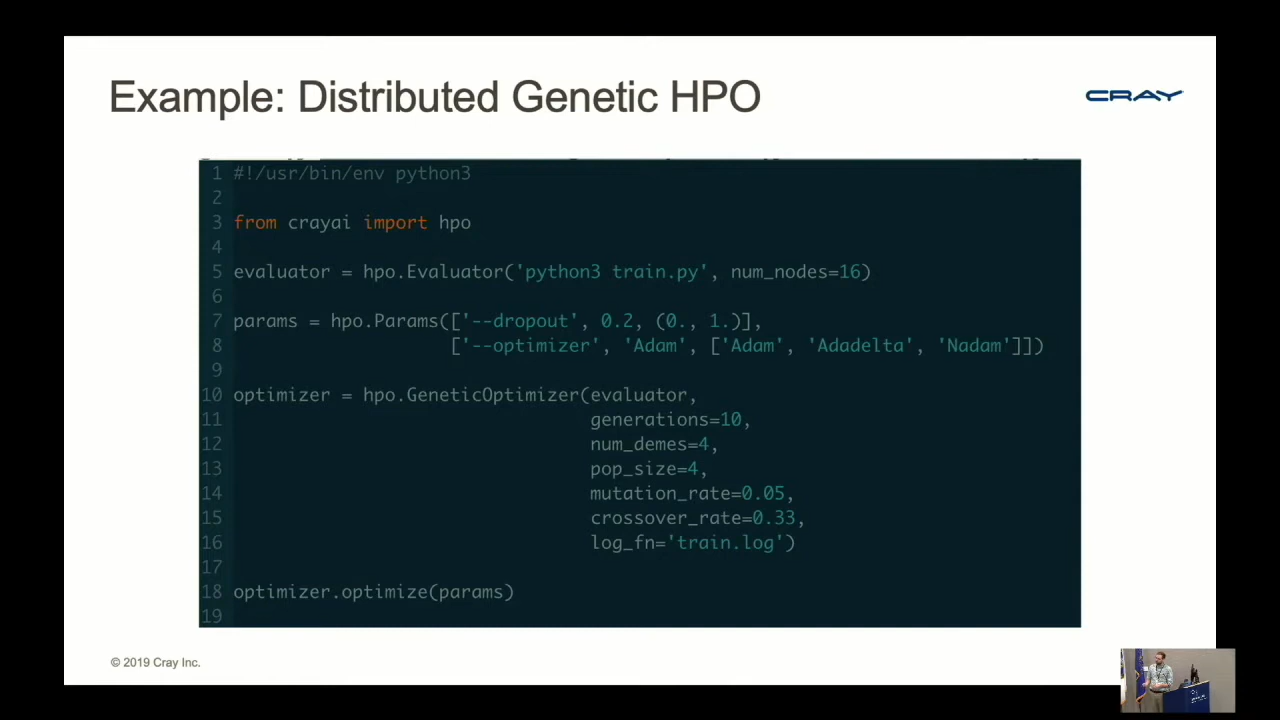 Example: Distributed Genetic HPO
CRAY
1 #!/usr/bin/env python3
2
3 from crayai import hpo
4
5 evaluator = hpo.Evaluator('python3 train.py', num_nodes=16)
6
7 params = hpo.Params(['--dropout', 0.2, (0., 1.)],
8 ['--optimizer', 'Adam', ['Adam', 'Adadelta', 'Nadam']])
9
10 optimizer = hpo.GeneticOptimizer(evaluator,
11 generations=10,
12 num_demes=4,
13 pop_size=4,
14 mutation_rate=0.05,
15 crossover_rate=0.33,
16 log_fn='train.log')
17
18 optimizer.optimize(params)
19
© 2019 Cray Inc.